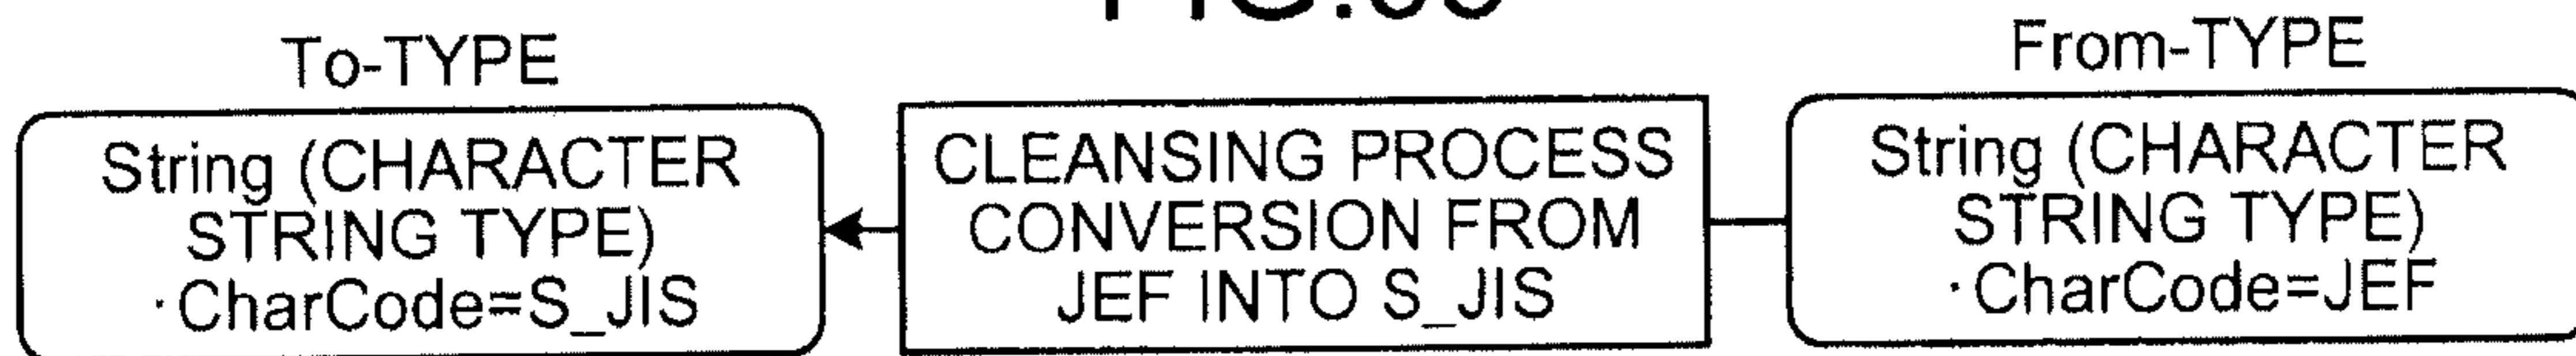 To-TYPE
String (CHARACTER
STRING TYPE)
·CharCode=S_JIS
CLEANSING PROCESS
CONVERSION FROM
JEF INTO S_JIS
From-TYPE
String (CHARACTER
STRING TYPE)
·CharCode=JEF